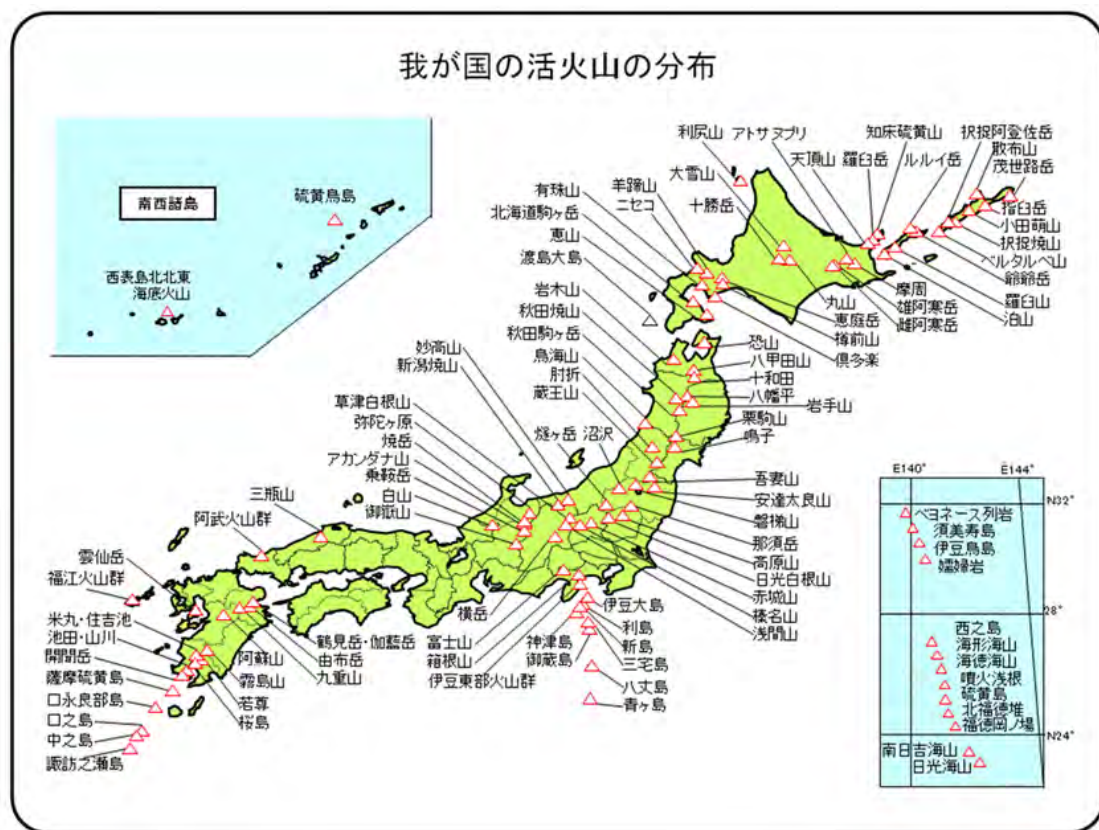 我が国の活火山の分布
南西諸島
硫黄鳥島
西表島北北東
海底火山
利尻山
アトサヌプリ
天頂山
羅臼岳
知床硫黄山
ルルイ岳
択捉阿登佐岳
散布山
茂世路岳
大雪山
十勝岳
羊蹄山
ニセコ
有珠山
北海道駒ヶ岳
恵山
渡島大島
岩木山
秋田焼山
秋田駒ヶ岳
鳥海山
肘折
蔵王山
指臼岳
小田萌山
択捉焼山
ベルタルベ山
爺爺岳
羅臼山
泊山
摩周
雄阿寒岳
雌阿寒岳
丸山
恵庭岳
樽前山
倶多楽
恐山
八甲田山
十和田
八幡平
岩手山
栗駒山
鳴子
妙高山
新潟焼山
草津白根山
弥陀ヶ原
焼岳
アカンダナ山
乗鞍岳
白山
御嶽山
燧ヶ岳
沼沢
吾妻山
安達太良山
磐梯山
那須岳
高原山
日光白根山
赤城山
榛名山
浅間山
三瓶山
阿武火山群
雲仙岳
福江火山群
米丸・住吉池
池田・山川
開聞岳
薩摩硫黄島
口永良部島
口之島
中之島
諏訪之瀬島
鶴見岳・伽藍岳
由布岳
九重山
阿蘇山
霧島山
若尊
桜島
横岳
富士山
箱根山
伊豆東部火山群
伊豆大島
利島
新島
神津島
三宅島
御蔵島
八丈島
青ヶ島
E140°
E144°
N32°
ベヨネース列岩
須美寿島
伊豆鳥島
孀婦岩
28°
西之島
海形海山
海徳海山
噴火浅根
硫黄島
北福徳堆
福徳岡ノ場
N24°
南日吉海山
日光海山